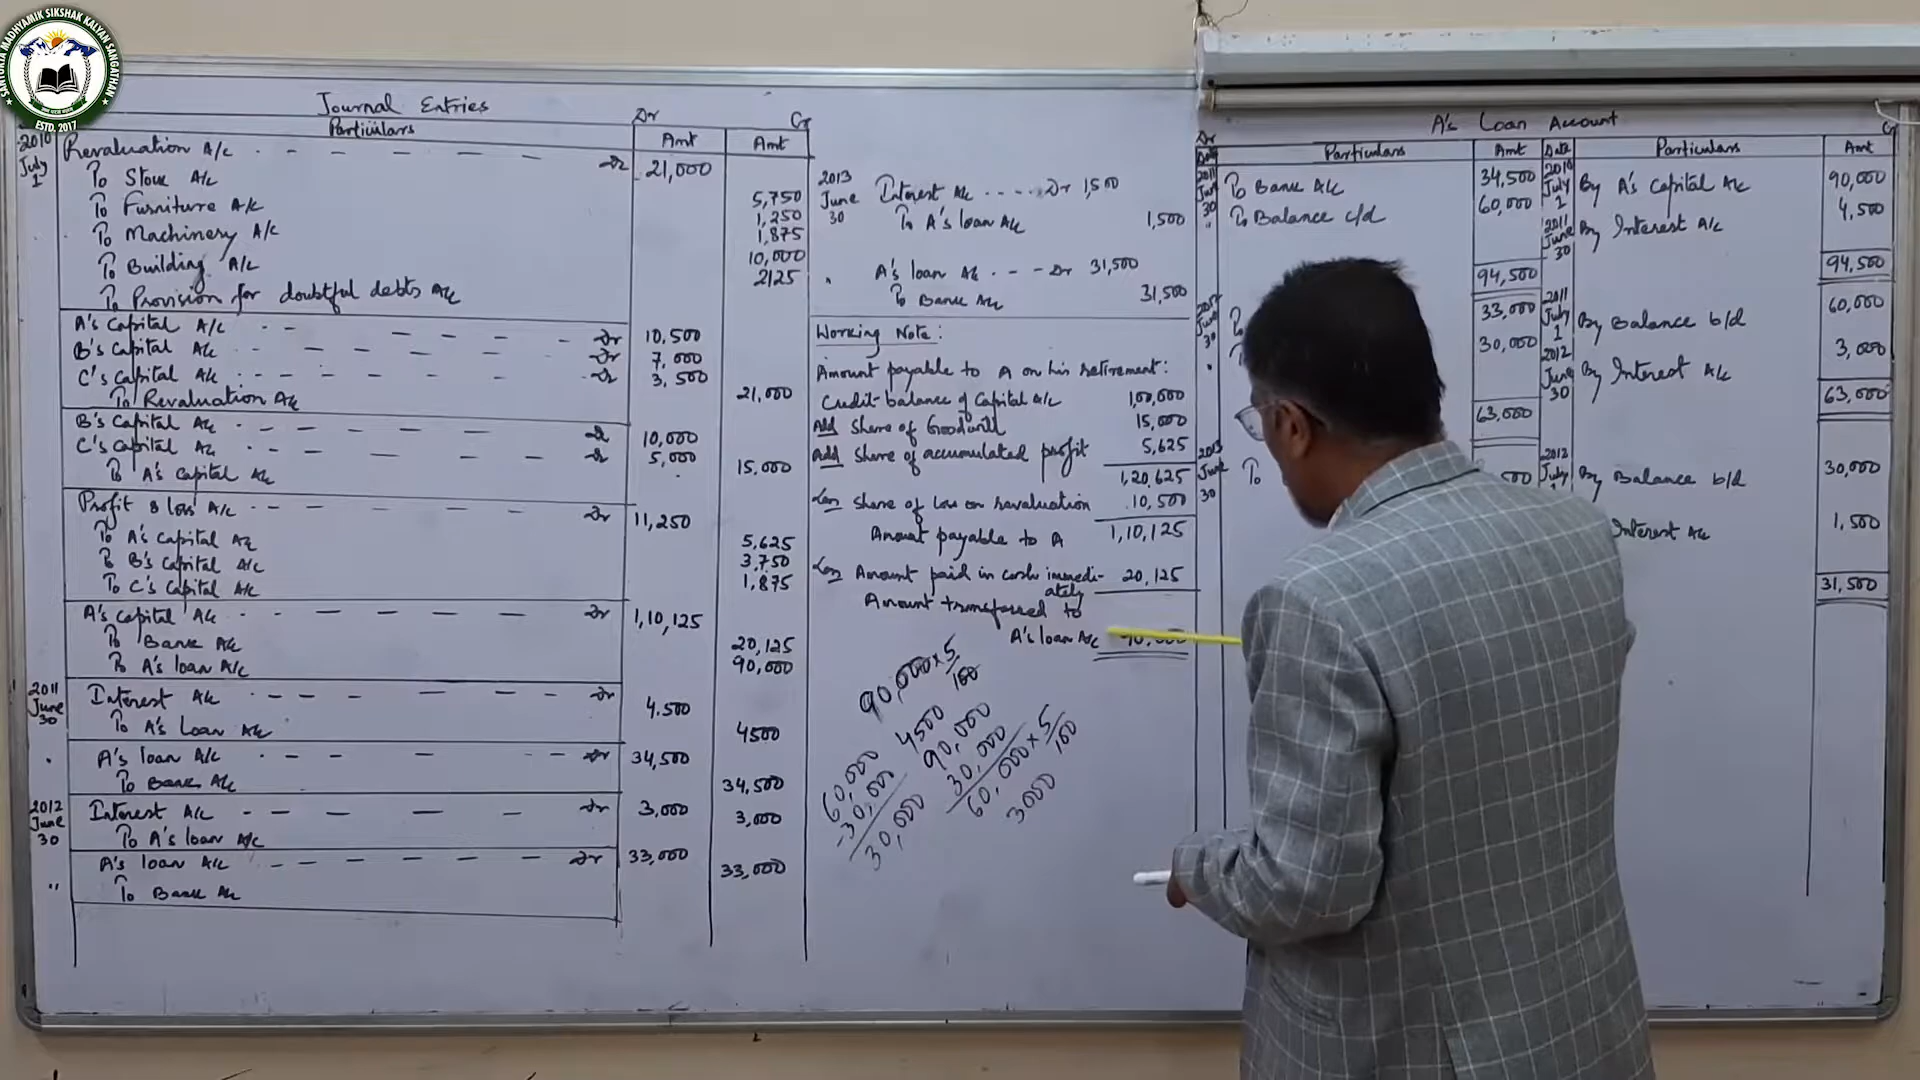 SANYUKTA MADHYAMIK SIKSHAK KALYAN SANGATHAN
ESTD. 2017
Journal Entries
Particulars
Dr
Amt
Cr
Amt
2010
July
1
Revaluation A/c Dr 21,000
To Stock A/c 5,750
To Furniture A/c 1,250
To Machinery A/c 1,875
To Building A/c 10,000
To Provision for doubtful debts A/c 2125
A's Capital A/c Dr 10,500
B's Capital A/c Dr 7,000
C's Capital A/c Dr 3,500
To Revaluation A/c 21,000
B's Capital A/c Dr 10,000
C's Capital A/c Dr 5,000
To A's Capital A/c 15,000
Profit & loss A/c Dr 11,250
To A's Capital A/c 5,625
To B's Capital A/c 3,750
To C's Capital A/c 1,875
A's Capital A/c Dr 1,10,125
To Bank A/c 20,125
To A's loan A/c 90,000
2011
June
30
Interest A/c Dr 4.500
To A's Loan A/c 4500
" A's loan A/c Dr 34,500
To Bank A/c 34,500
2012
June
30
Interest A/c Dr 3,000
To A's loan A/c 3,000
" A's loan A/c Dr 33,000
To Bank A/c 33,000
2013
June
30
Interest A/c Dr 1,500
To A's loan A/c 1,500
" A's loan A/c Dr 31,500
To Bank A/c 31,500
Working Note:
Amount payable to A on his retirement:
Credit balance of Capital A/c 1,00,000
Add Share of Goodwill 15,000
Add Share of accumulated profit 5,625
1,20,625
Less Share of loss on revaluation 10,500
Amount payable to A 1,10,125
Less Amount paid in cash immediately 20,125
Amount transferred to
A's loan A/c 90,000
90,000 x 5/100
4500
90,000
30,000
60,000 x 5/100
3000
60,000
-30,000
30,000
A's Loan Account
Dr
Cr
Date Particulars Amt Date Particulars Amt
2011 June 30 To Bank A/c 34,500 2010 July 1 By A's Capital A/c 90,000
" To Balance c/d 60,000 2011 June 30 By Interest A/c 4,500
94,500 94,500
2012 June 30 To 33,000 2011 July 1 By Balance b/d 60,000
30,000 2012 June 30 By Interest A/c 3,000
63,000 63,000
2013 June 30 To 500 2012 July 1 By Balance b/d 30,000
Interest A/c 1,500
31,500